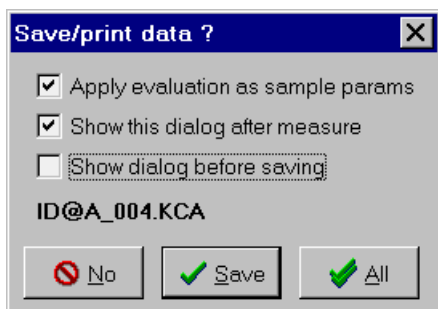 Save/print data ?
Apply evaluation as sample params
Show this dialog after measure
Show dialog before saving
ID@A_004.KCA
No Save All